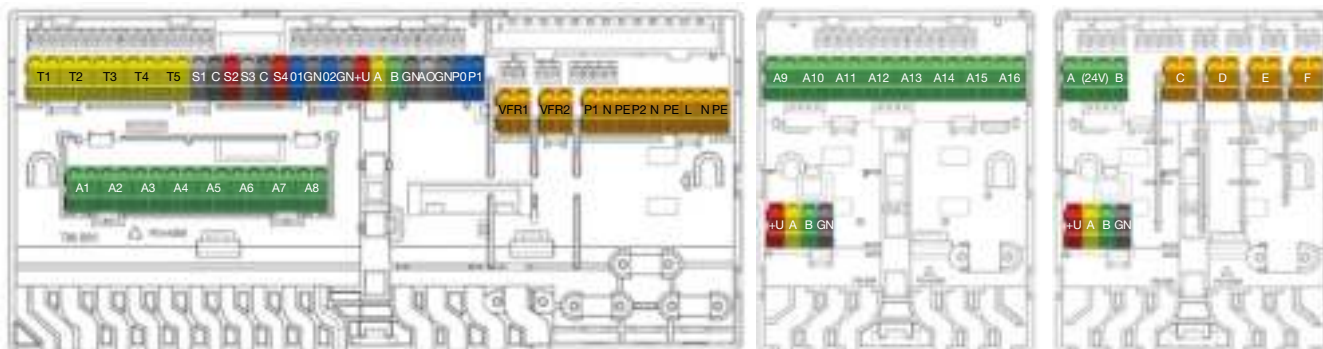 T1 T2 T3 T4 T5 S1 C S2 S3 C S4 01 GN 02 GN +U A B GN AO GN P0 P1
VFR1 VFR2 P1 N PE P2 N PE L N PE
A1 A2 A3 A4 A5 A6 A7 A8
A9 A10 A11 A12 A13 A14 A15 A16
+U A B GN
A (24V) B C D E F
+U A B GN